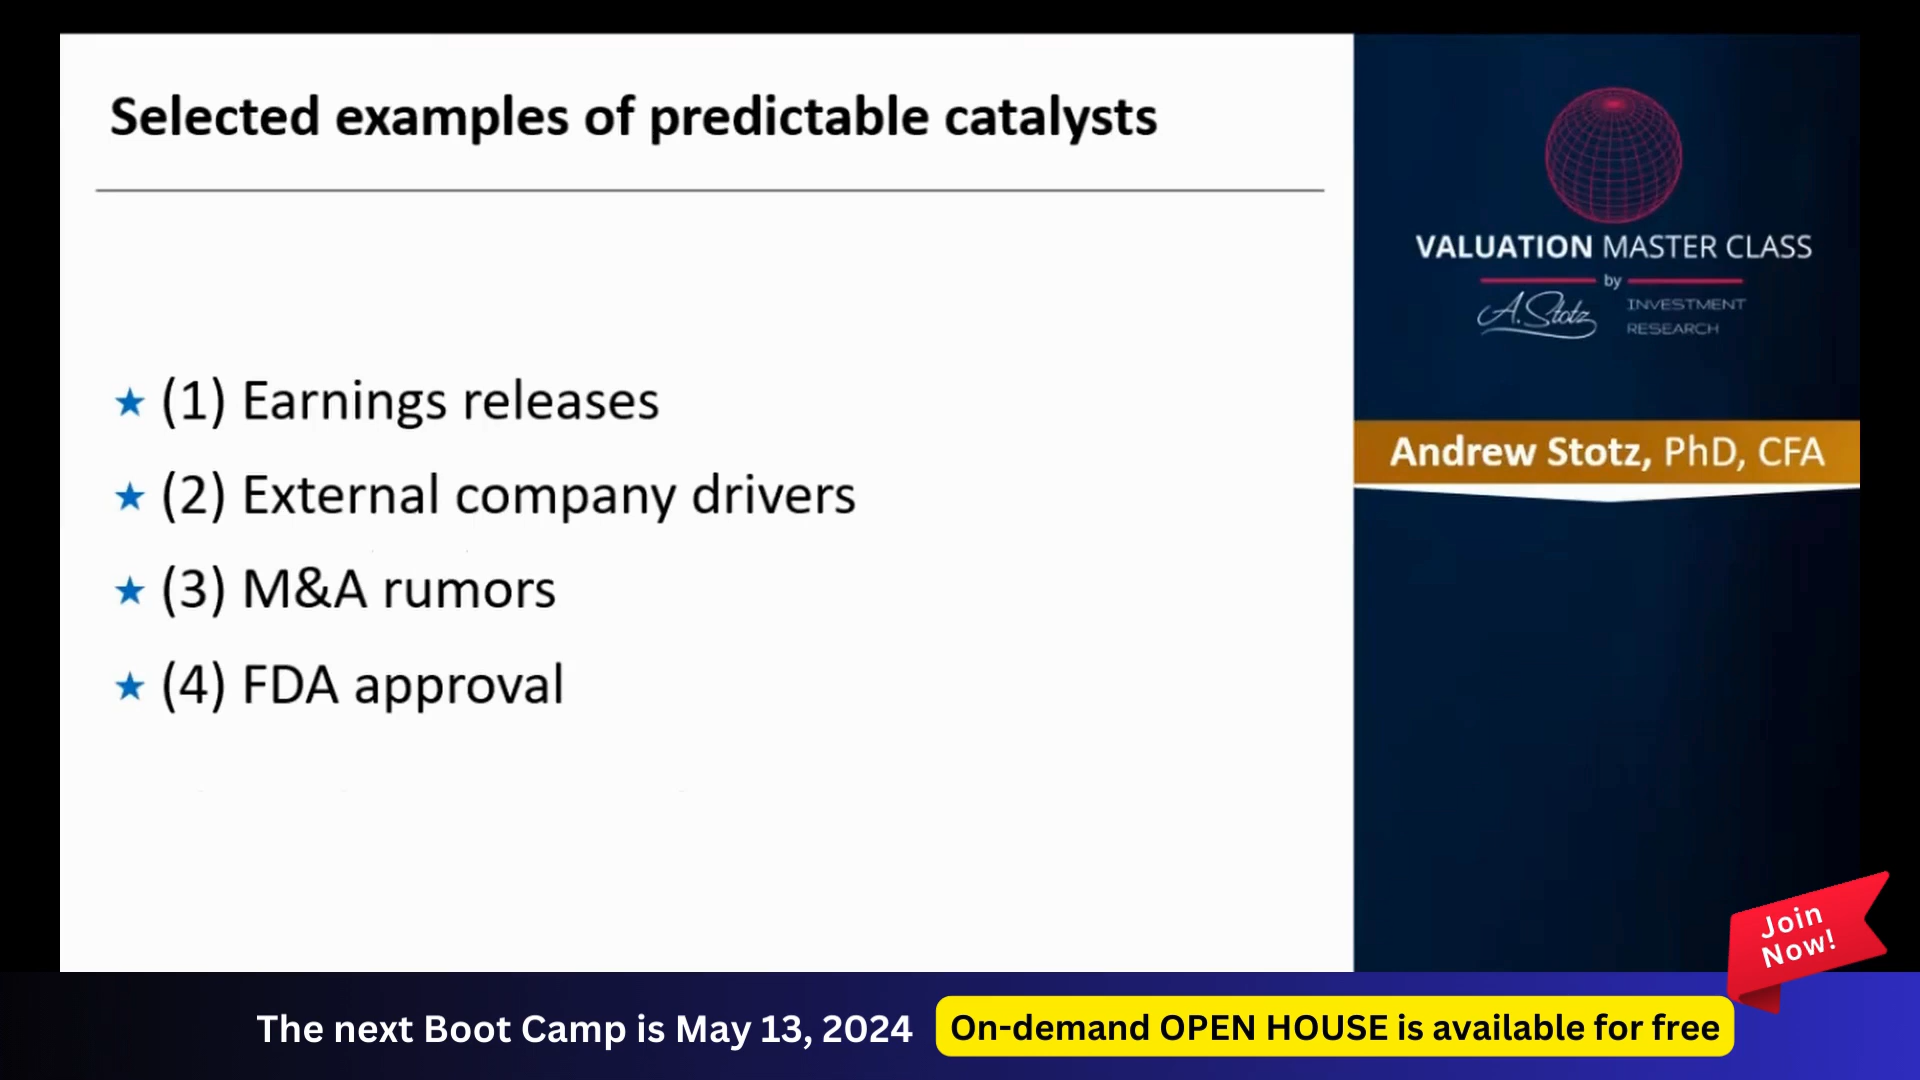 Selected examples of predictable catalysts
★ (1) Earnings releases
★ (2) External company drivers
★ (3) M&A rumors
★ (4) FDA approval
VALUATION MASTER CLASS
by
A. Stotz
INVESTMENT
RESEARCH
Andrew Stotz, PhD, CFA
Join
Now!
The next Boot Camp is May 13, 2024
On-demand OPEN HOUSE is available for free